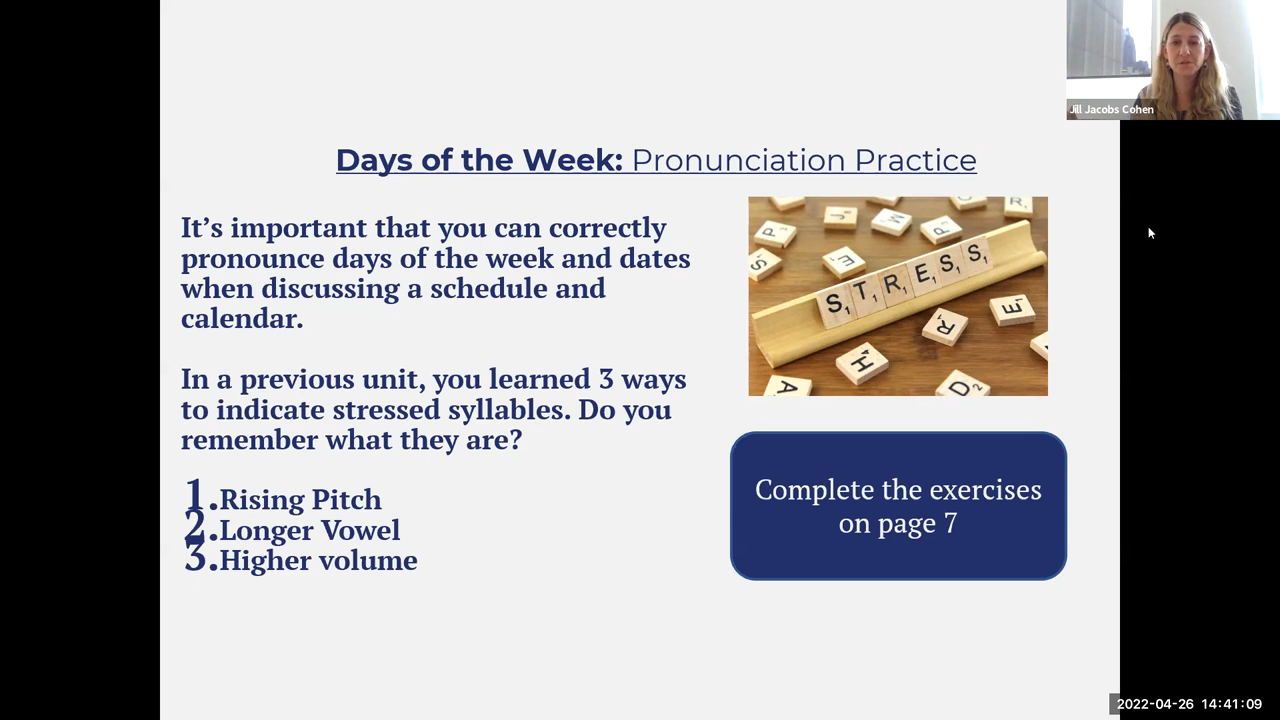 Jill Jacobs Cohen
Days of the Week: Pronunciation Practice
It’s important that you can correctly
pronounce days of the week and dates
when discussing a schedule and
calendar.
In a previous unit, you learned 3 ways
to indicate stressed syllables. Do you
remember what they are?
1.Rising Pitch
2.Longer Vowel
3.Higher volume
STRESS
Complete the exercises
on page 7
2022-04-26 14:41:09